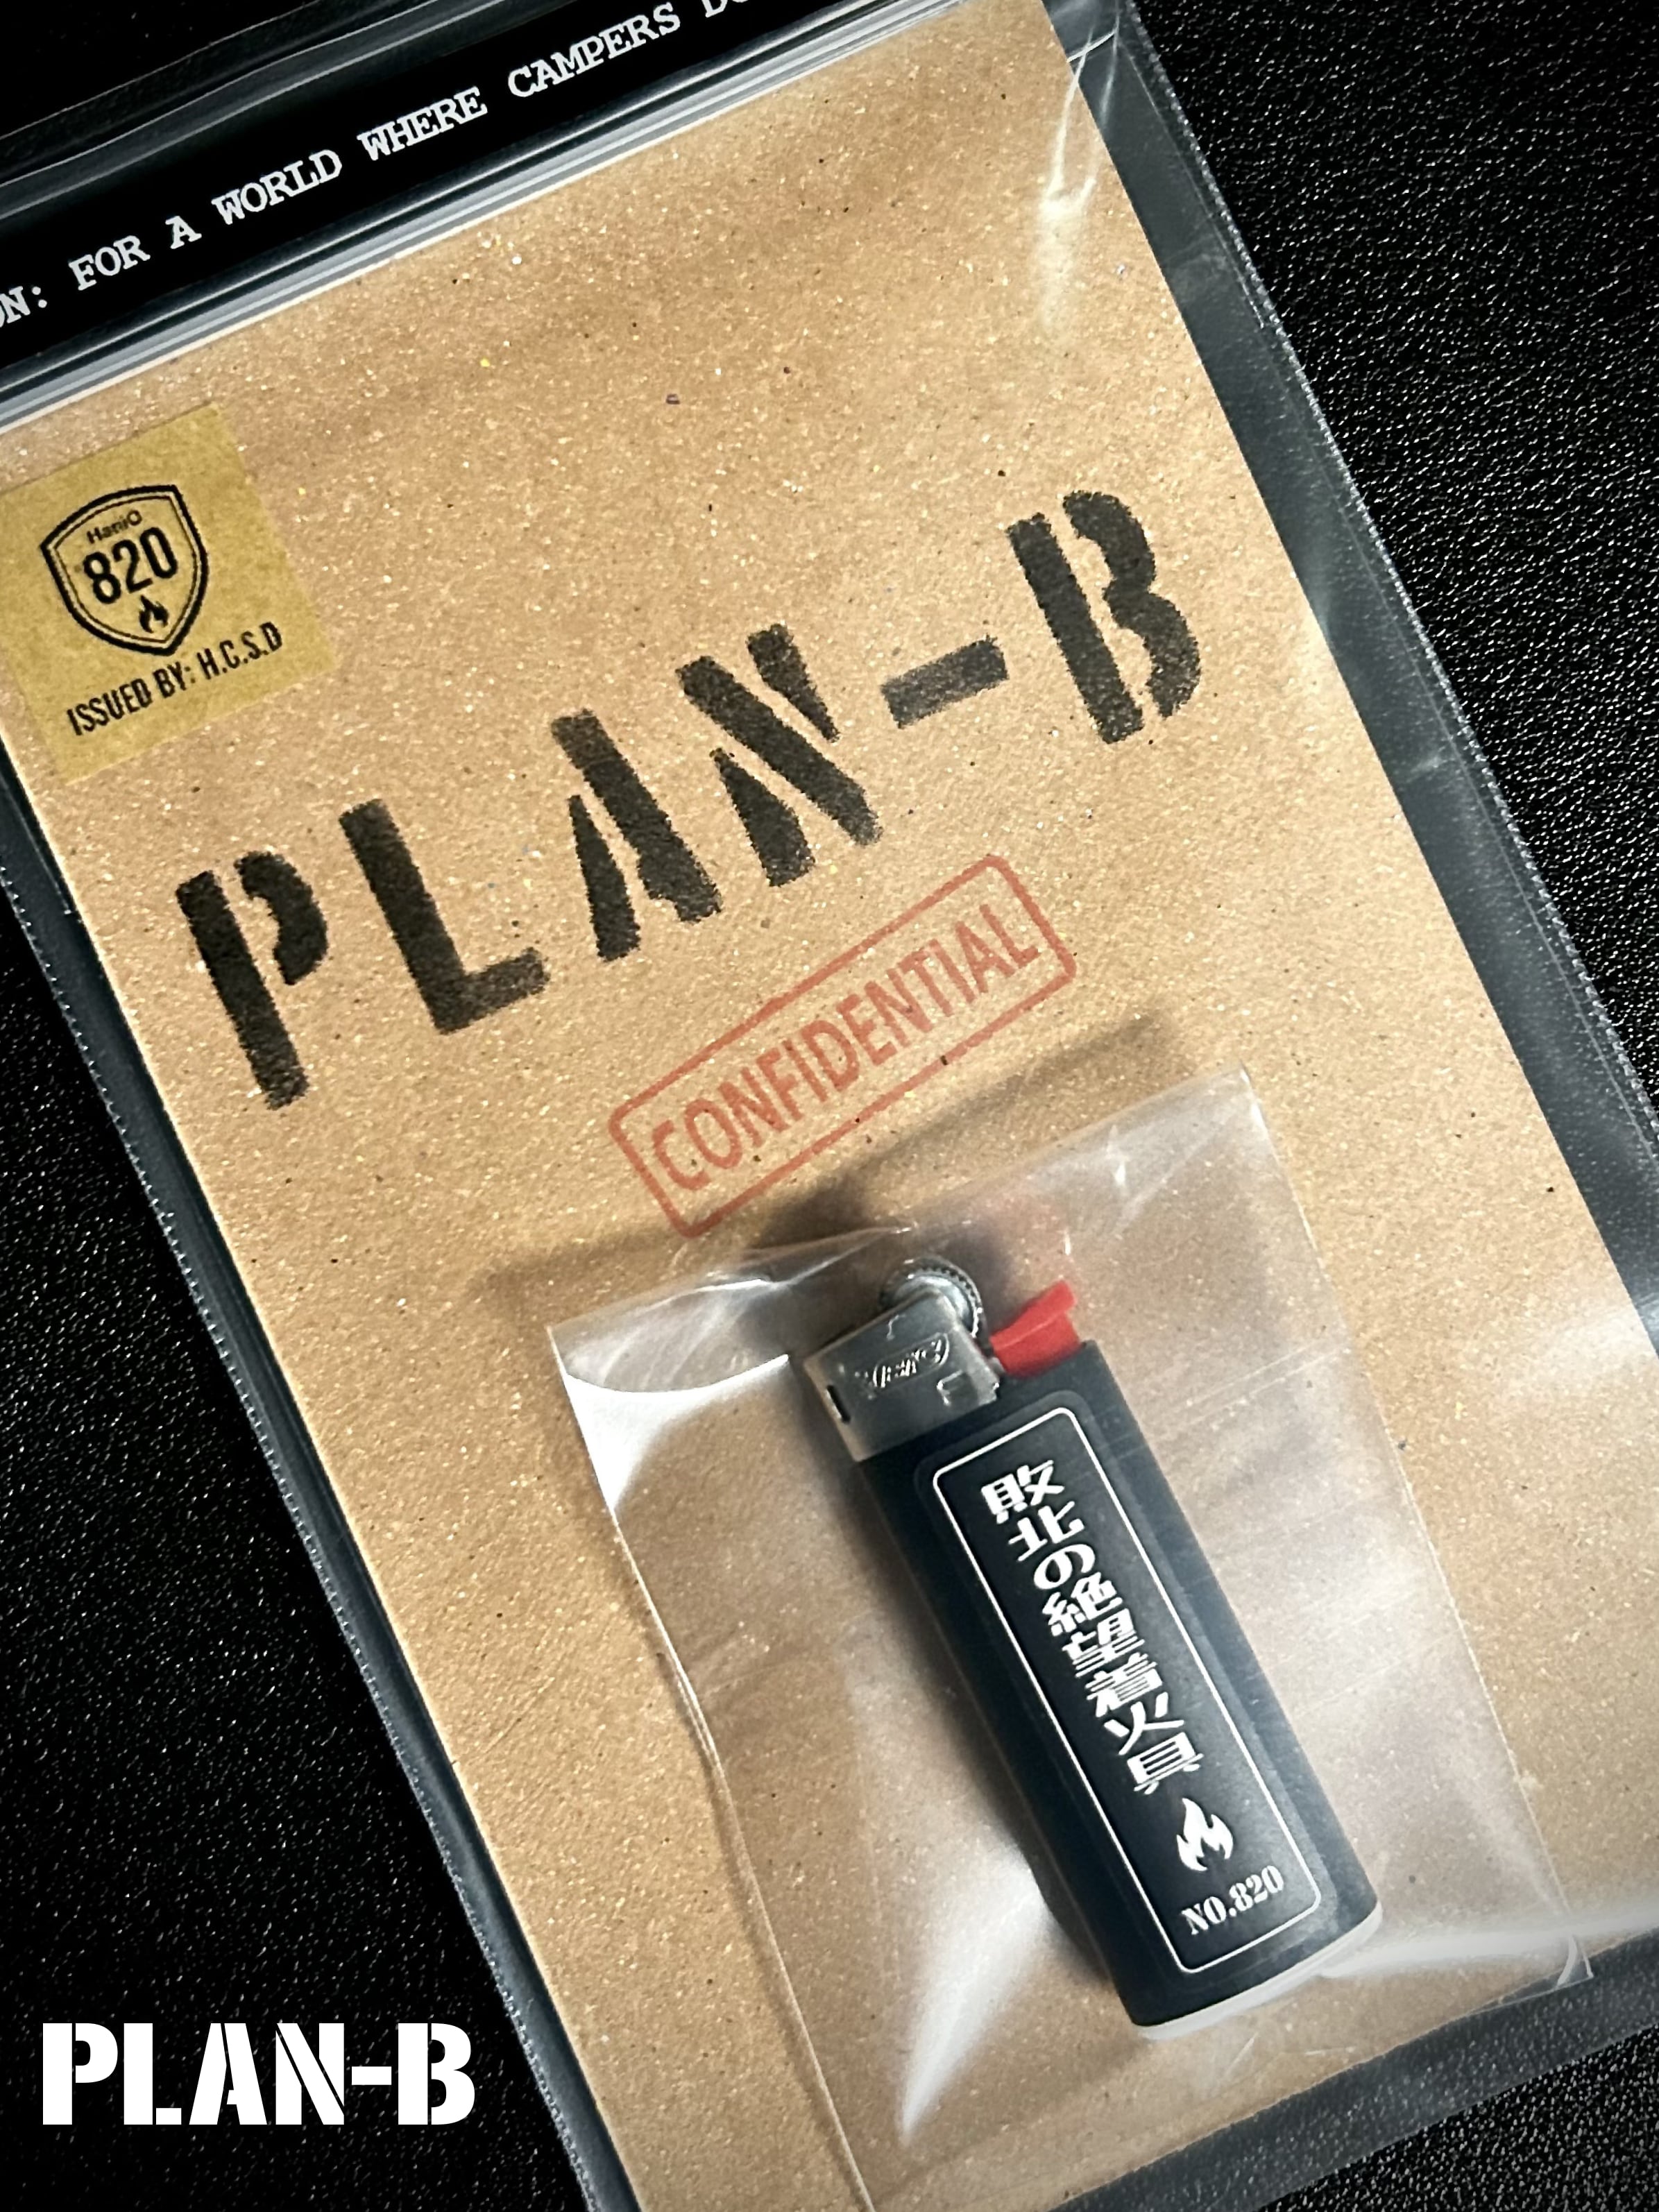 ON: FOR A WORLD WHERE CAMPERS
HaniO
820
ISSUED BY: H.C.S.D
PLAN-B
CONFIDENTIAL
敗北の絶望着火具
NO.820
PLAN-B